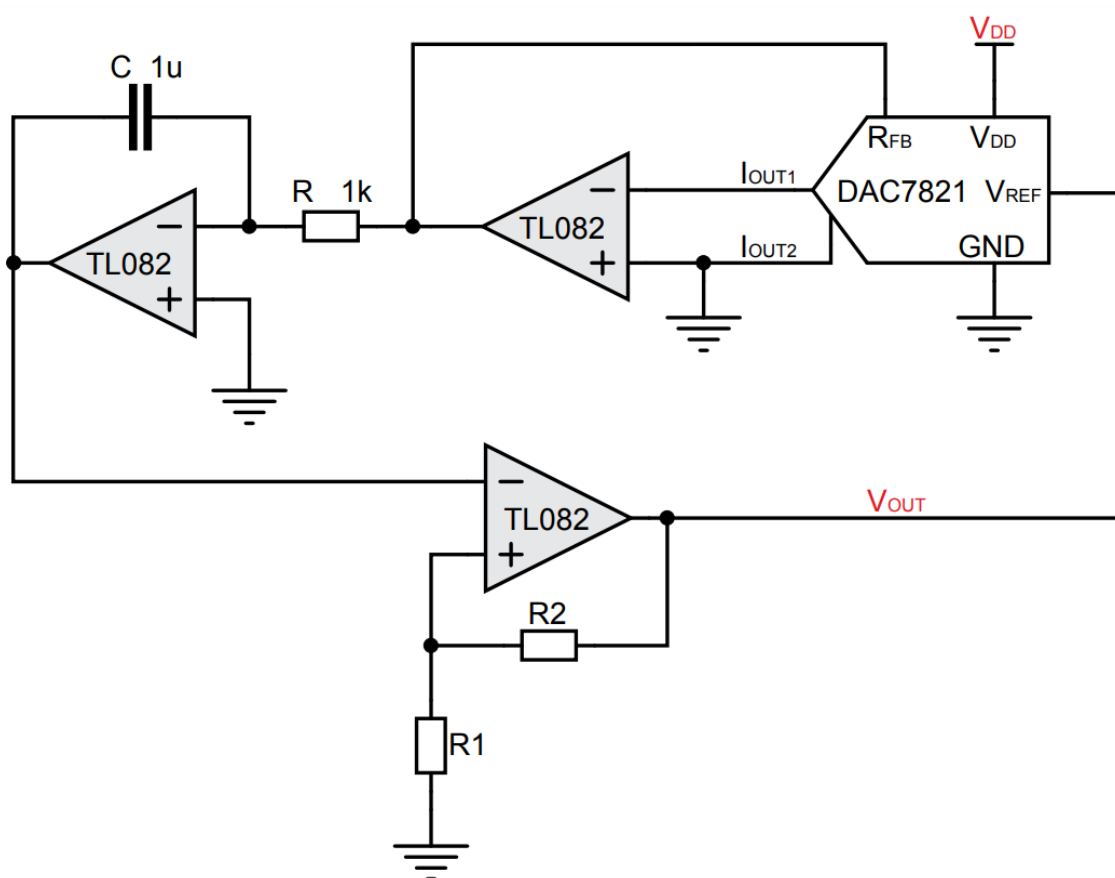 VDD
C 1u
RFB
VDD
R 1k
IOUT1
DAC7821
VREF
TL082
TL082
IOUT2
GND
TL082
VOUT
R2
R1